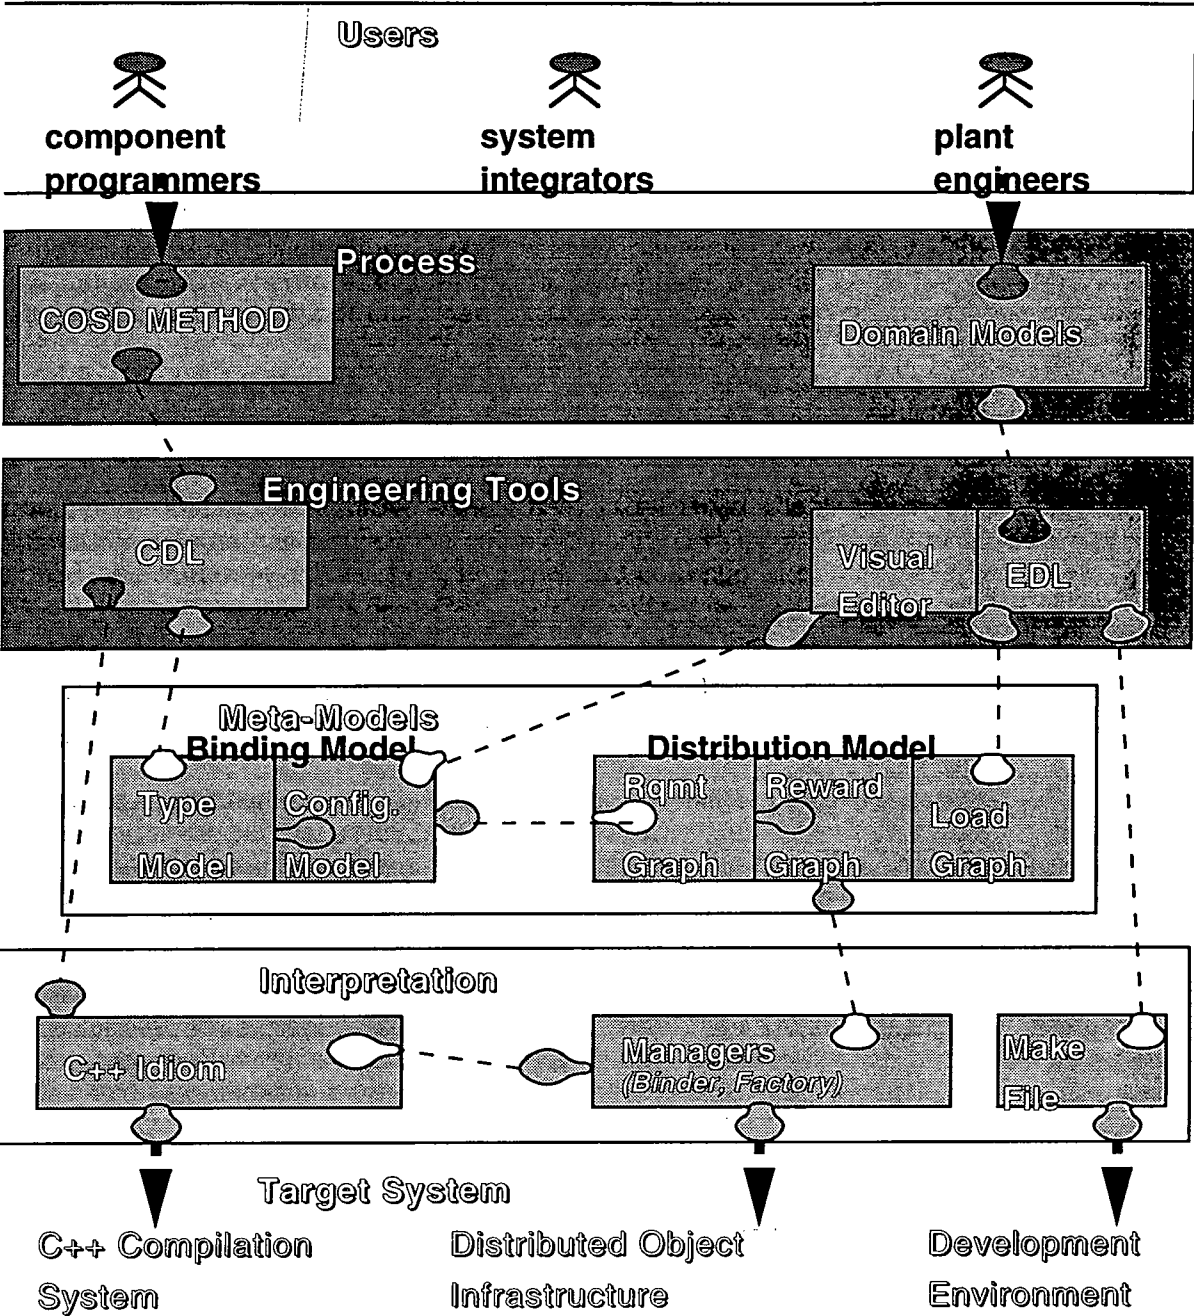 Users
component
programmers
system
integrators
plant
engineers
Process
COSD METHOD
Domain Models
Engineering Tools
CDL
Visual
Editor
EDL
Meta-Models
Binding Model
Distribution Model
Type
Model
Config.
Model
Rqmt
Graph
Reward
Graph
Load
Graph
Interpretation
C++ Idiom
Managers
(Binder, Factory)
Make
File
Target System
C++ Compilation
System
Distributed Object
Infrastructure
Development
Environment